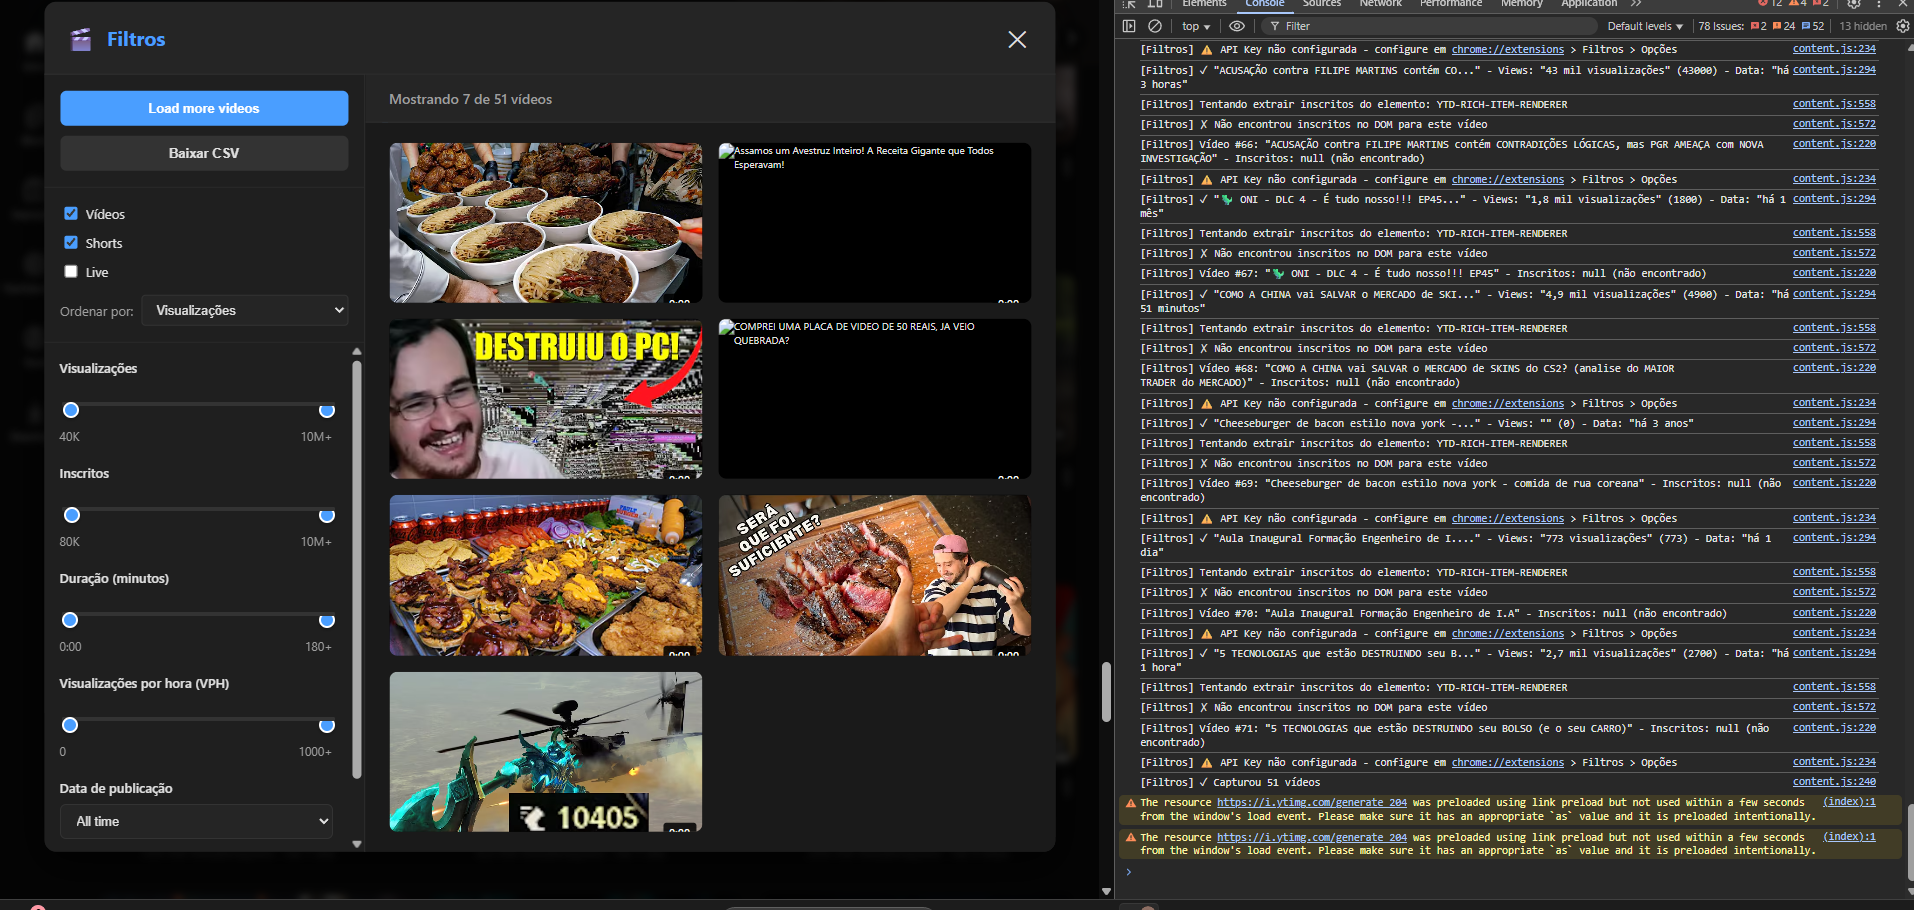 Filtros
Load more videos
Baixar CSV
Vídeos
Shorts
Live
Ordenar por:
Visualizações
Visualizações
40K
10M+
Inscritos
80K
10M+
Duração (minutos)
0:00
180+
Visualizações por hora (VPH)
0
1000+
Data de publicação
All time
Mostrando 7 de 51 vídeos
Assamos um Avestruz Inteiro! A Receita Gigante que Todos
Esperavam!
DESTRUIU O PC!
COMPREI UMA PLACA DE VIDEO DE 50 REAIS, JA VEIO
QUEBRADA?
SERÁ
QUE FOI
SUFICIENTE?
10405
Elements Console Sources Network Performance Memory Application
12 4 2
top
Filter
Default levels
78 Issues: 2 24 52
13 hidden
[Filtros] ⚠ API Key não configurada - configure em chrome://extensions > Filtros > Opções content.js:234
[Filtros] ✓ "ACUSAÇÃO contra FILIPE MARTINS contém CO..." - Views: "43 mil visualizações" (43000) - Data: "há content.js:294
3 horas"
[Filtros] Tentando extrair inscritos do elemento: YTD-RICH-ITEM-RENDERER content.js:558
[Filtros] ✗ Não encontrou inscritos no DOM para este vídeo content.js:572
[Filtros] Vídeo #66: "ACUSAÇÃO contra FILIPE MARTINS contém CONTRADIÇÕES LÓGICAS, mas PGR AMEAÇA com NOVA content.js:220
INVESTIGAÇÃO" - Inscritos: null (não encontrado)
[Filtros] ⚠ API Key não configurada - configure em chrome://extensions > Filtros > Opções content.js:234
[Filtros] ✓ "🦖 ONI - DLC 4 - É tudo nosso!!! EP45..." - Views: "1,8 mil visualizações" (1800) - Data: "há 1 content.js:294
mês"
[Filtros] Tentando extrair inscritos do elemento: YTD-RICH-ITEM-RENDERER content.js:558
[Filtros] ✗ Não encontrou inscritos no DOM para este vídeo content.js:572
[Filtros] Vídeo #67: "🦖 ONI - DLC 4 - É tudo nosso!!! EP45" - Inscritos: null (não encontrado) content.js:220
[Filtros] ✓ "COMO A CHINA vai SALVAR o MERCADO de SKI..." - Views: "4,9 mil visualizações" (4900) - Data: "há content.js:294
51 minutos"
[Filtros] Tentando extrair inscritos do elemento: YTD-RICH-ITEM-RENDERER content.js:558
[Filtros] ✗ Não encontrou inscritos no DOM para este vídeo content.js:572
[Filtros] Vídeo #68: "COMO A CHINA vai SALVAR o MERCADO de SKINS do CS2? (analise do MAIOR content.js:220
TRADER do MERCADO)" - Inscritos: null (não encontrado)
[Filtros] ⚠ API Key não configurada - configure em chrome://extensions > Filtros > Opções content.js:234
[Filtros] ✓ "Cheeseburger de bacon estilo nova york -..." - Views: "" (0) - Data: "há 3 anos" content.js:294
[Filtros] Tentando extrair inscritos do elemento: YTD-RICH-ITEM-RENDERER content.js:558
[Filtros] ✗ Não encontrou inscritos no DOM para este vídeo content.js:572
[Filtros] Vídeo #69: "Cheeseburger de bacon estilo nova york - comida de rua coreana" - Inscritos: null (não content.js:220
encontrado)
[Filtros] ⚠ API Key não configurada - configure em chrome://extensions > Filtros > Opções content.js:234
[Filtros] ✓ "Aula Inaugural Formação Engenheiro de I...." - Views: "773 visualizações" (773) - Data: "há 1 content.js:294
dia"
[Filtros] Tentando extrair inscritos do elemento: YTD-RICH-ITEM-RENDERER content.js:558
[Filtros] ✗ Não encontrou inscritos no DOM para este vídeo content.js:572
[Filtros] Vídeo #70: "Aula Inaugural Formação Engenheiro de I.A" - Inscritos: null (não encontrado) content.js:220
[Filtros] ⚠ API Key não configurada - configure em chrome://extensions > Filtros > Opções content.js:234
[Filtros] ✓ "5 TECNOLOGIAS que estão DESTRUINDO seu B..." - Views: "2,7 mil visualizações" (2700) - Data: "há content.js:294
1 hora"
[Filtros] Tentando extrair inscritos do elemento: YTD-RICH-ITEM-RENDERER content.js:558
[Filtros] ✗ Não encontrou inscritos no DOM para este vídeo content.js:572
[Filtros] Vídeo #71: "5 TECNOLOGIAS que estão DESTRUINDO seu BOLSO (e o seu CARRO)" - Inscritos: null (não content.js:220
encontrado)
[Filtros] ⚠ API Key não configurada - configure em chrome://extensions > Filtros > Opções content.js:234
[Filtros] ✓ Capturou 51 vídeos content.js:240
The resource https://i.ytimg.com/generate_204 was preloaded using link preload but not used within a few seconds (index):1
from the window's load event. Please make sure it has an appropriate `as` value and it is preloaded intentionally.
The resource https://i.ytimg.com/generate_204 was preloaded using link preload but not used within a few seconds (index):1
from the window's load event. Please make sure it has an appropriate `as` value and it is preloaded intentionally.